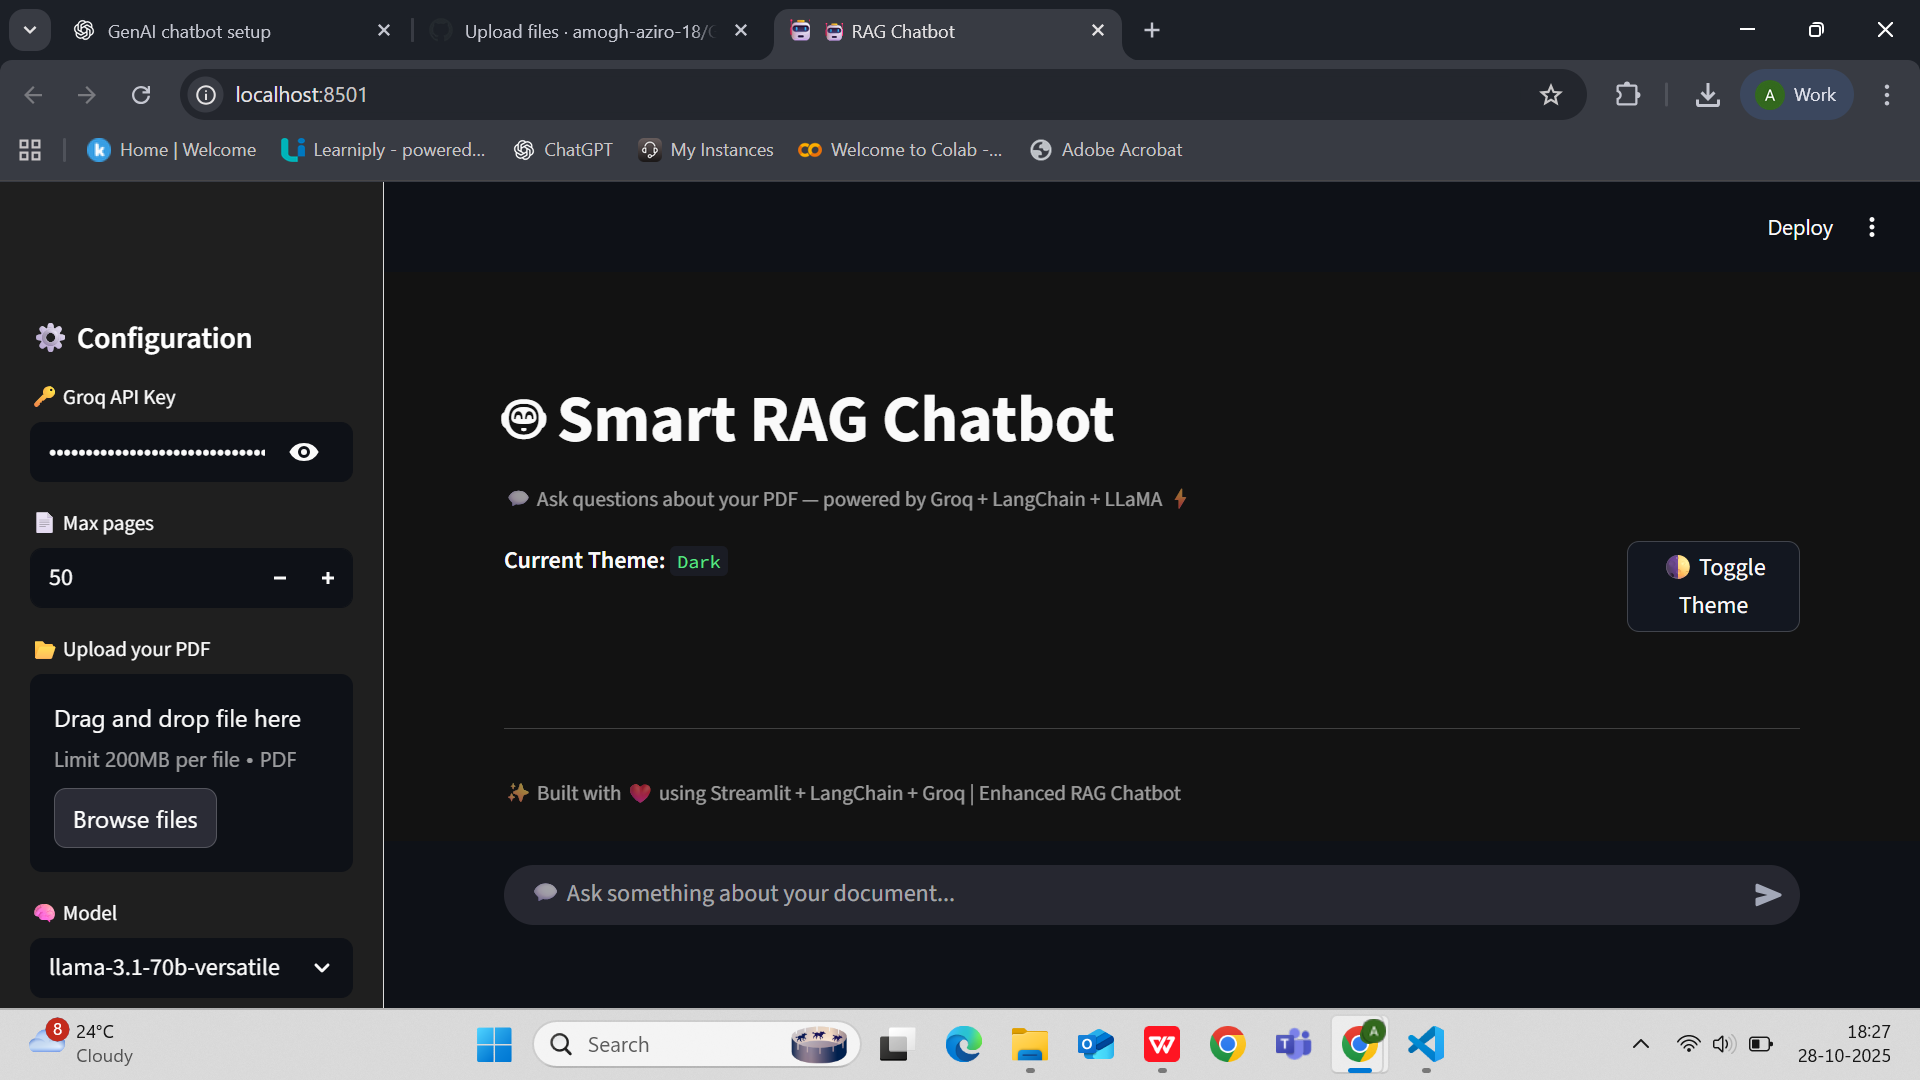 GenAI chatbot setup
Upload files · amogh-aziro-18/
RAG Chatbot
localhost:8501
A Work
Home | Welcome
Learniply - powered...
ChatGPT
My Instances
Welcome to Colab -...
Adobe Acrobat
Deploy
Configuration
Groq API Key
Max pages
50
Upload your PDF
Drag and drop file here
Limit 200MB per file • PDF
Browse files
Model
llama-3.1-70b-versatile
Smart RAG Chatbot
Ask questions about your PDF — powered by Groq + LangChain + LLaMA
Current Theme: Dark
Toggle
Theme
Built with using Streamlit + LangChain + Groq | Enhanced RAG Chatbot
Ask something about your document...
8
24°C
Cloudy
Search
A
18:27
28-10-2025